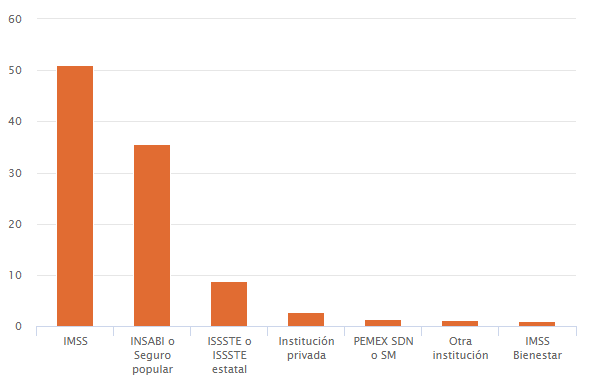 60
50
40
30
20
10
0
IMSS
INSABI o
Seguro
popular
ISSSTE o
ISSSTE
estatal
Institución
privada
PEMEX SDN
o SM
Otra
institución
IMSS
Bienestar